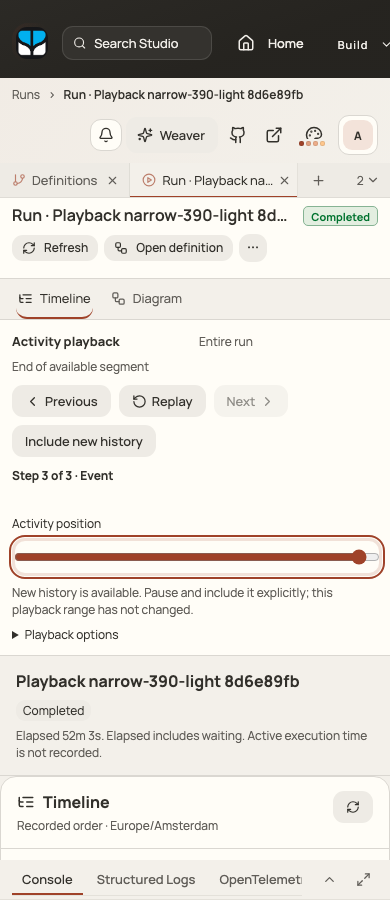 Search Studio
Home
Build
Runs > Run · Playback narrow-390-light 8d6e89fb
Weaver
A
Definitions
Run · Playback na...
2
Run · Playback narrow-390-light 8d...
Completed
Refresh
Open definition
...
Timeline
Diagram
Activity playback
Entire run
End of available segment
Previous
Replay
Next
Include new history
Step 3 of 3 · Event
Activity position
New history is available. Pause and include it explicitly; this
playback range has not changed.
Playback options
Playback narrow-390-light 8d6e89fb
Completed
Elapsed 52m 3s. Elapsed includes waiting. Active execution time
is not recorded.
Timeline
Recorded order · Europe/Amsterdam
Console
Structured Logs
OpenTelemet